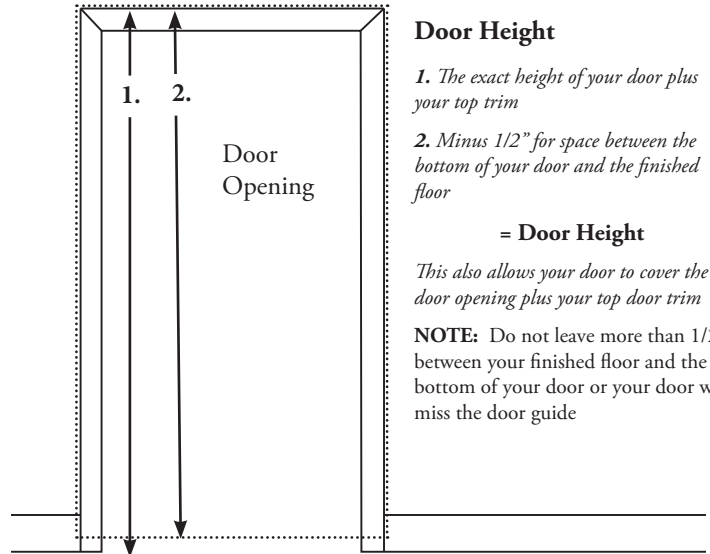 1.
2.
Door
Opening
Door Height
1. The exact height of your door plus
your top trim
2. Minus 1/2” for space between the
bottom of your door and the finished
floor
= Door Height
This also allows your door to cover the
door opening plus your top door trim
NOTE: Do not leave more than
between your finished floor and the
bottom of your door or your door
miss the door guide